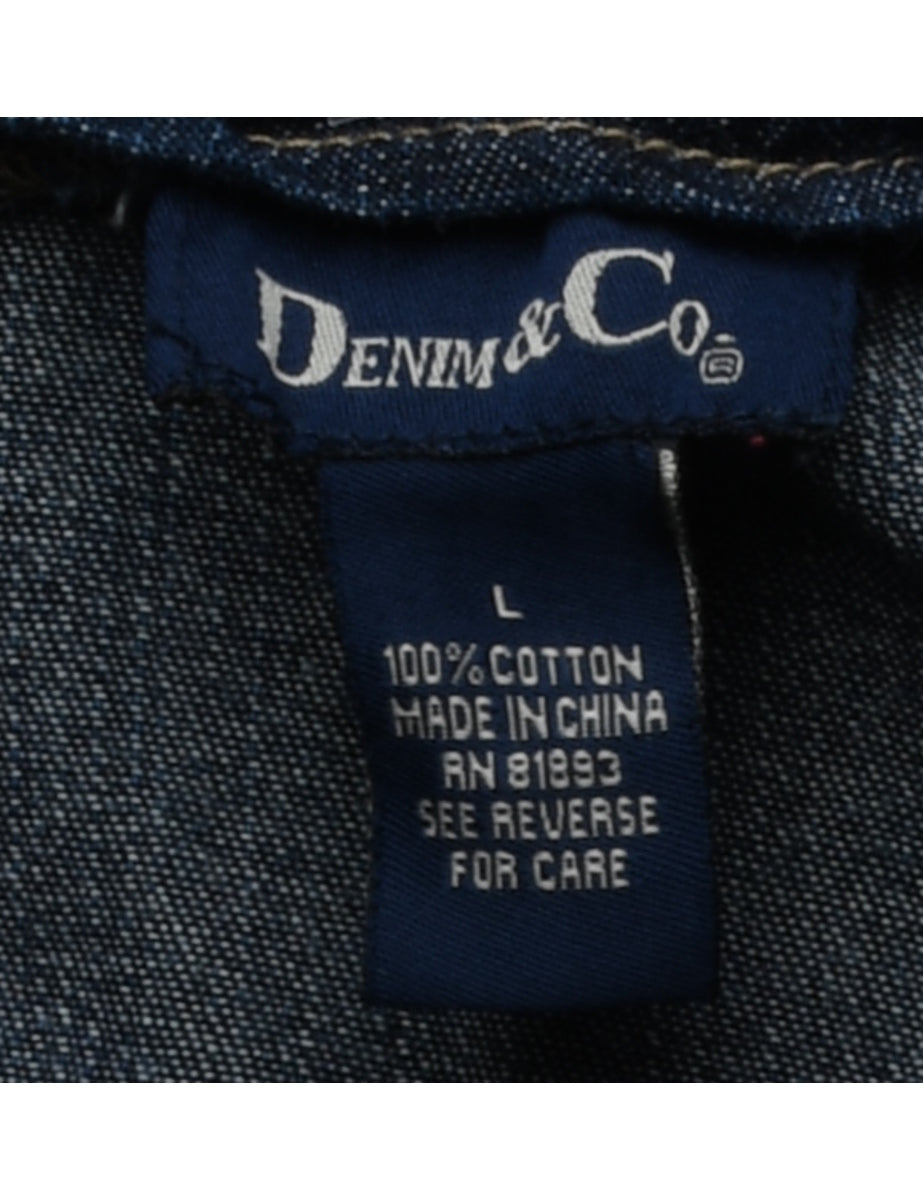 DENIM & CO.
L
100% COTTON
MADE IN CHINA
RN 81893
SEE REVERSE
FOR CARE